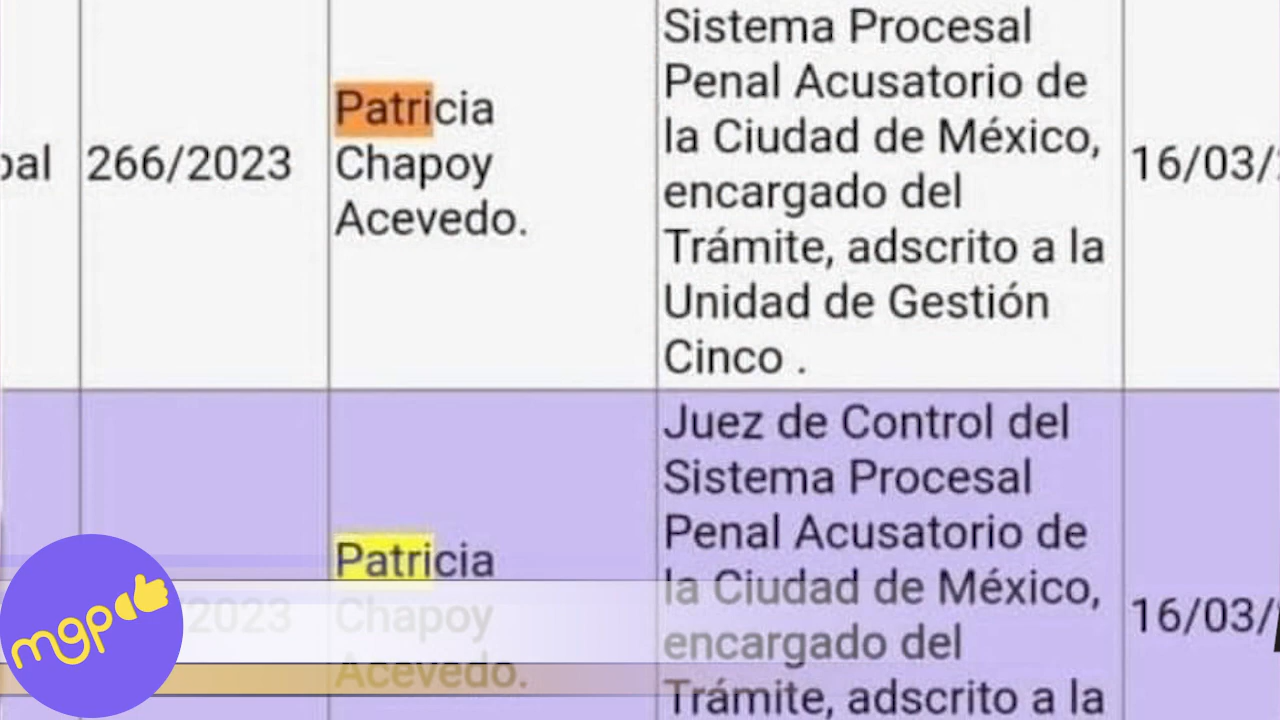 Sistema Procesal
Penal Acusatorio de
la Ciudad de México,
encargado del
Trámite, adscrito a la
Unidad de Gestión
Cinco .
Patricia
Chapoy
Acevedo.
pal
266/2023
16/03/
Juez de Control del
Sistema Procesal
Penal Acusatorio de
la Ciudad de México,
encargado del
Trámite, adscrito a la
Patricia
Chapoy
Acevedo.
/2023
16/03/
mgp